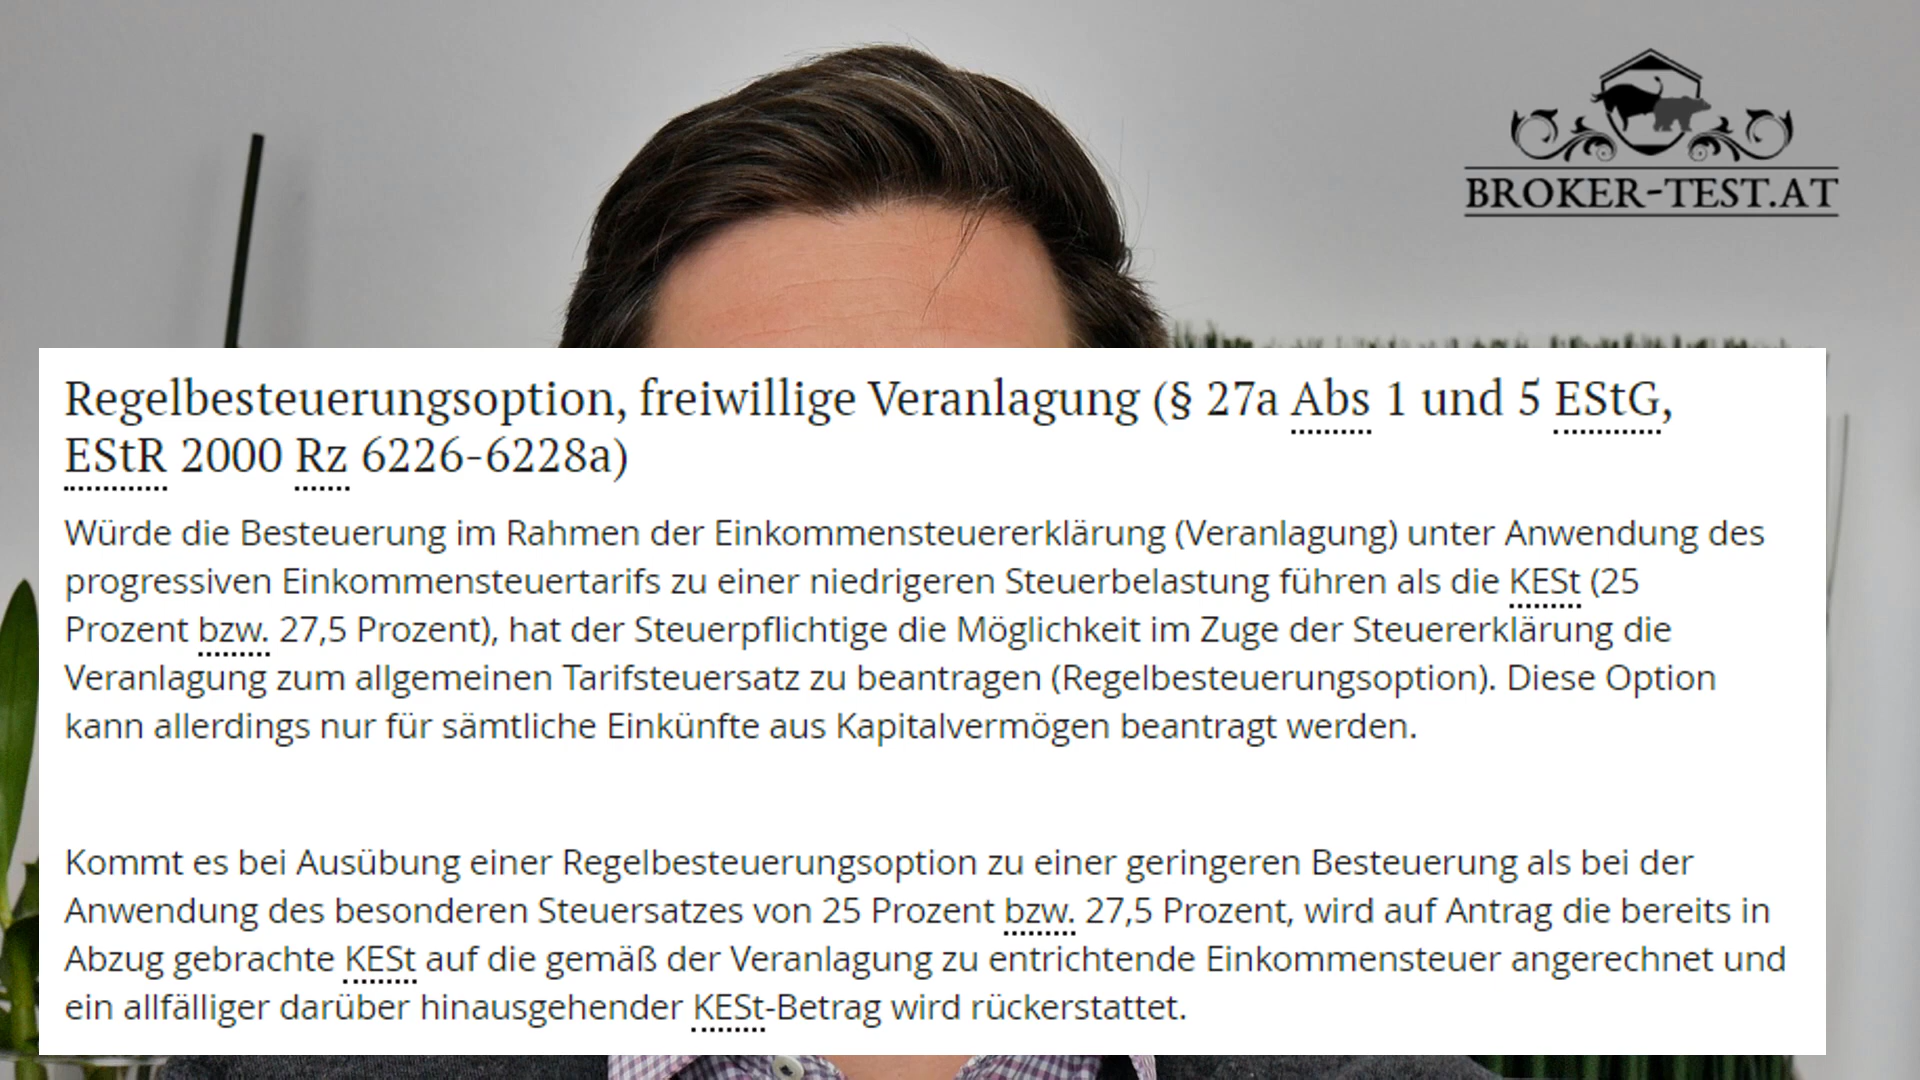 BROKER-TEST.AT
Regelbesteuerungsoption, freiwillige Veranlagung (§ 27a Abs 1 und 5 EStG,
EStR 2000 Rz 6226-6228a)
Würde die Besteuerung im Rahmen der Einkommensteuererklärung (Veranlagung) unter Anwendung des
progressiven Einkommensteuertarifs zu einer niedrigeren Steuerbelastung führen als die KESt (25
Prozent bzw. 27,5 Prozent), hat der Steuerpflichtige die Möglichkeit im Zuge der Steuererklärung die
Veranlagung zum allgemeinen Tarifsteuersatz zu beantragen (Regelbesteuerungsoption). Diese Option
kann allerdings nur für sämtliche Einkünfte aus Kapitalvermögen beantragt werden.
Kommt es bei Ausübung einer Regelbesteuerungsoption zu einer geringeren Besteuerung als bei der
Anwendung des besonderen Steuersatzes von 25 Prozent bzw. 27,5 Prozent, wird auf Antrag die bereits in
Abzug gebrachte KESt auf die gemäß der Veranlagung zu entrichtende Einkommensteuer angerechnet und
ein allfälliger darüber hinausgehender KESt-Betrag wird rückerstattet.